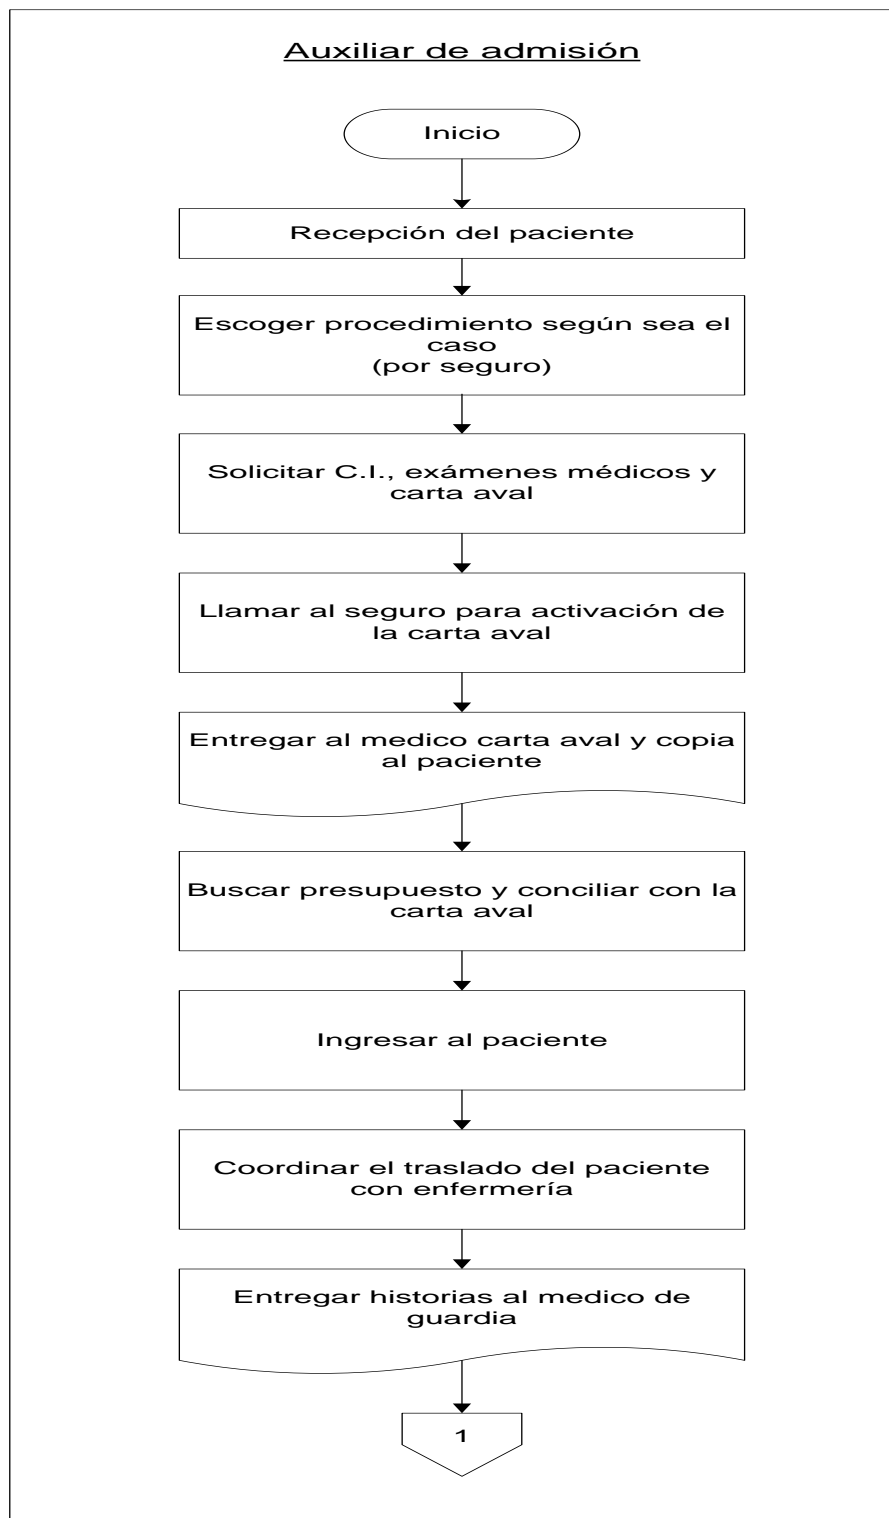 Auxiliar de admisión
Inicio
Recepción del paciente
Escoger procedimiento según sea el
caso
(por seguro)
Solicitar C.I., exámenes médicos y
carta aval
Llamar al seguro para activación de
la carta aval
Entregar al medico carta aval y copia
al paciente
Buscar presupuesto y conciliar con la
carta aval
Ingresar al paciente
Coordinar el traslado del paciente
con enfermería
Entregar historias al medico de
guardia
1